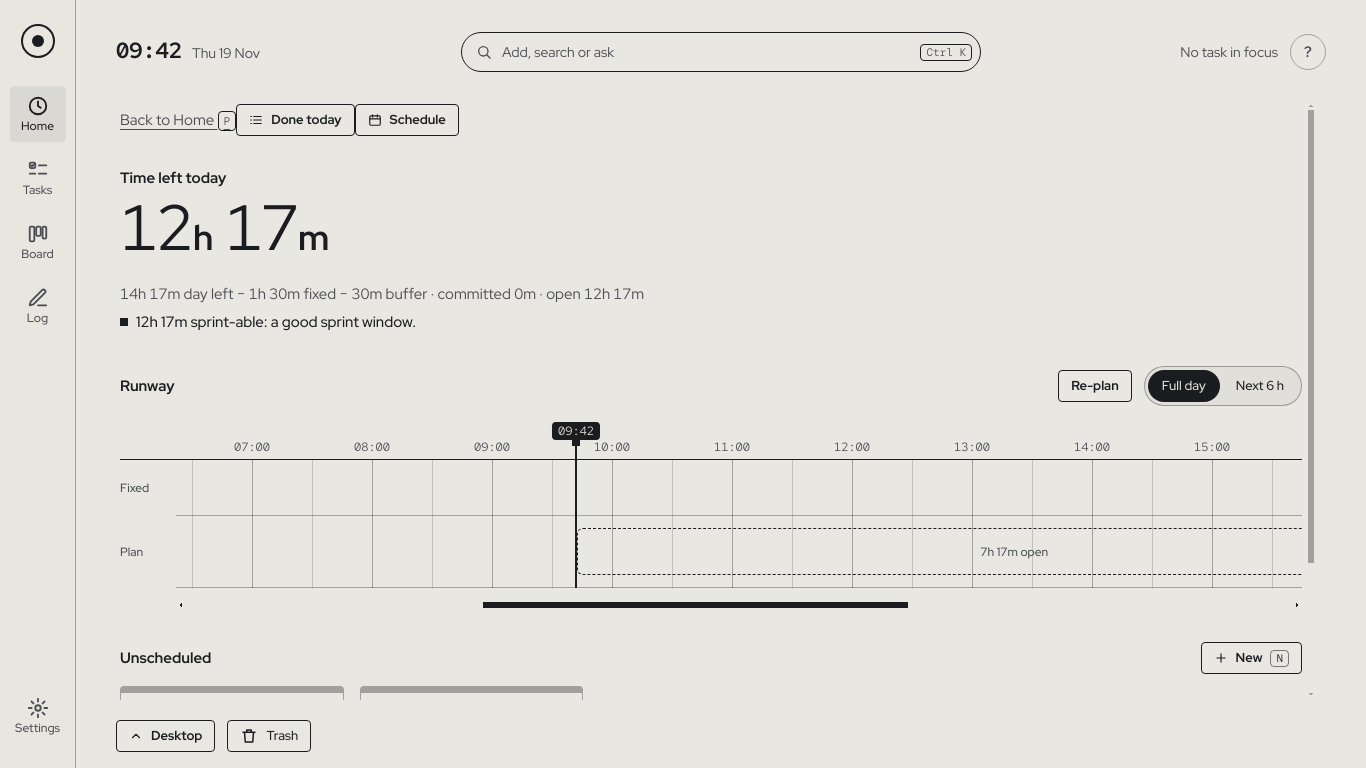 09:42 Thu 19 Nov
Add, search or ask
Ctrl K
No task in focus
?
Home
Tasks
Board
Log
Settings
Back to Home P
Done today
Schedule
Time left today
12h 17m
14h 17m day left − 1h 30m fixed − 30m buffer · committed 0m · open 12h 17m
12h 17m sprint-able: a good sprint window.
Runway
Re-plan
Full day
Next 6 h
09:42
07:00 08:00 09:00 10:00 11:00 12:00 13:00 14:00 15:00
Fixed
Plan
7h 17m open
Unscheduled
New N
Desktop
Trash